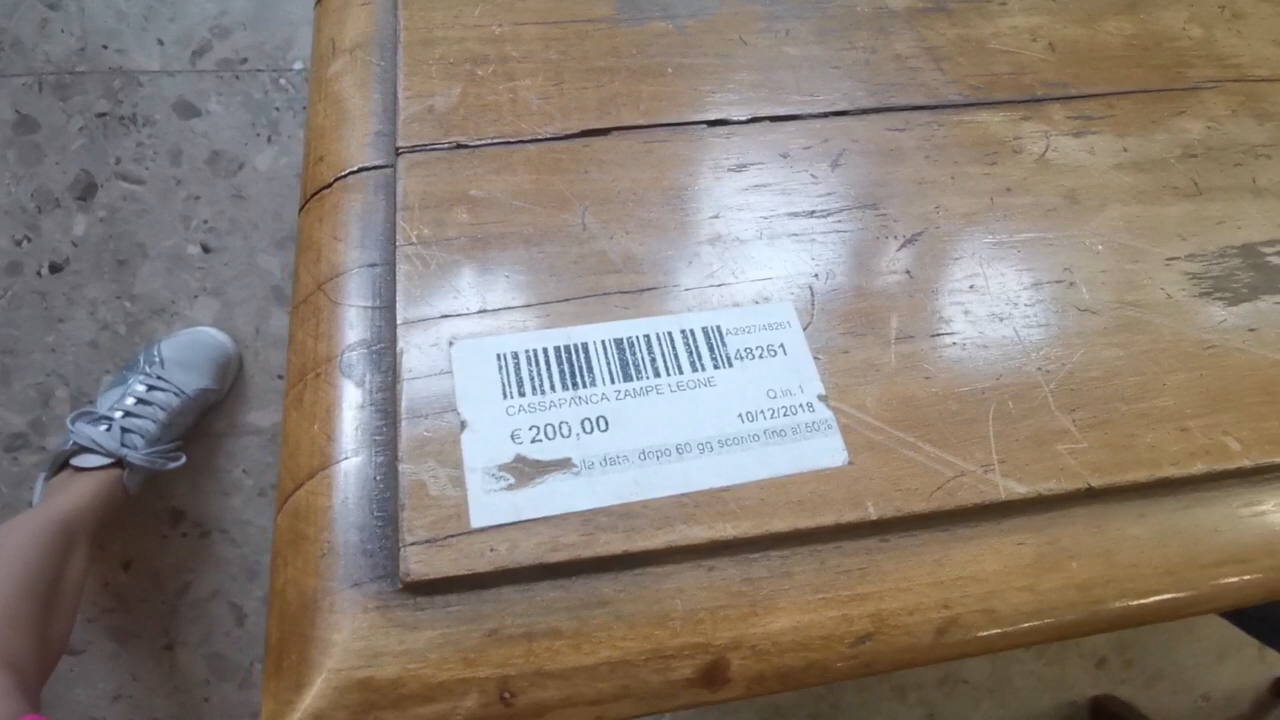 A2927/48261
48261
CASSAPANCA ZAMPE LEONE
Q.in. 1
€ 200,00
10/12/2018
data, dopo 60 gg sconto fino al 50%